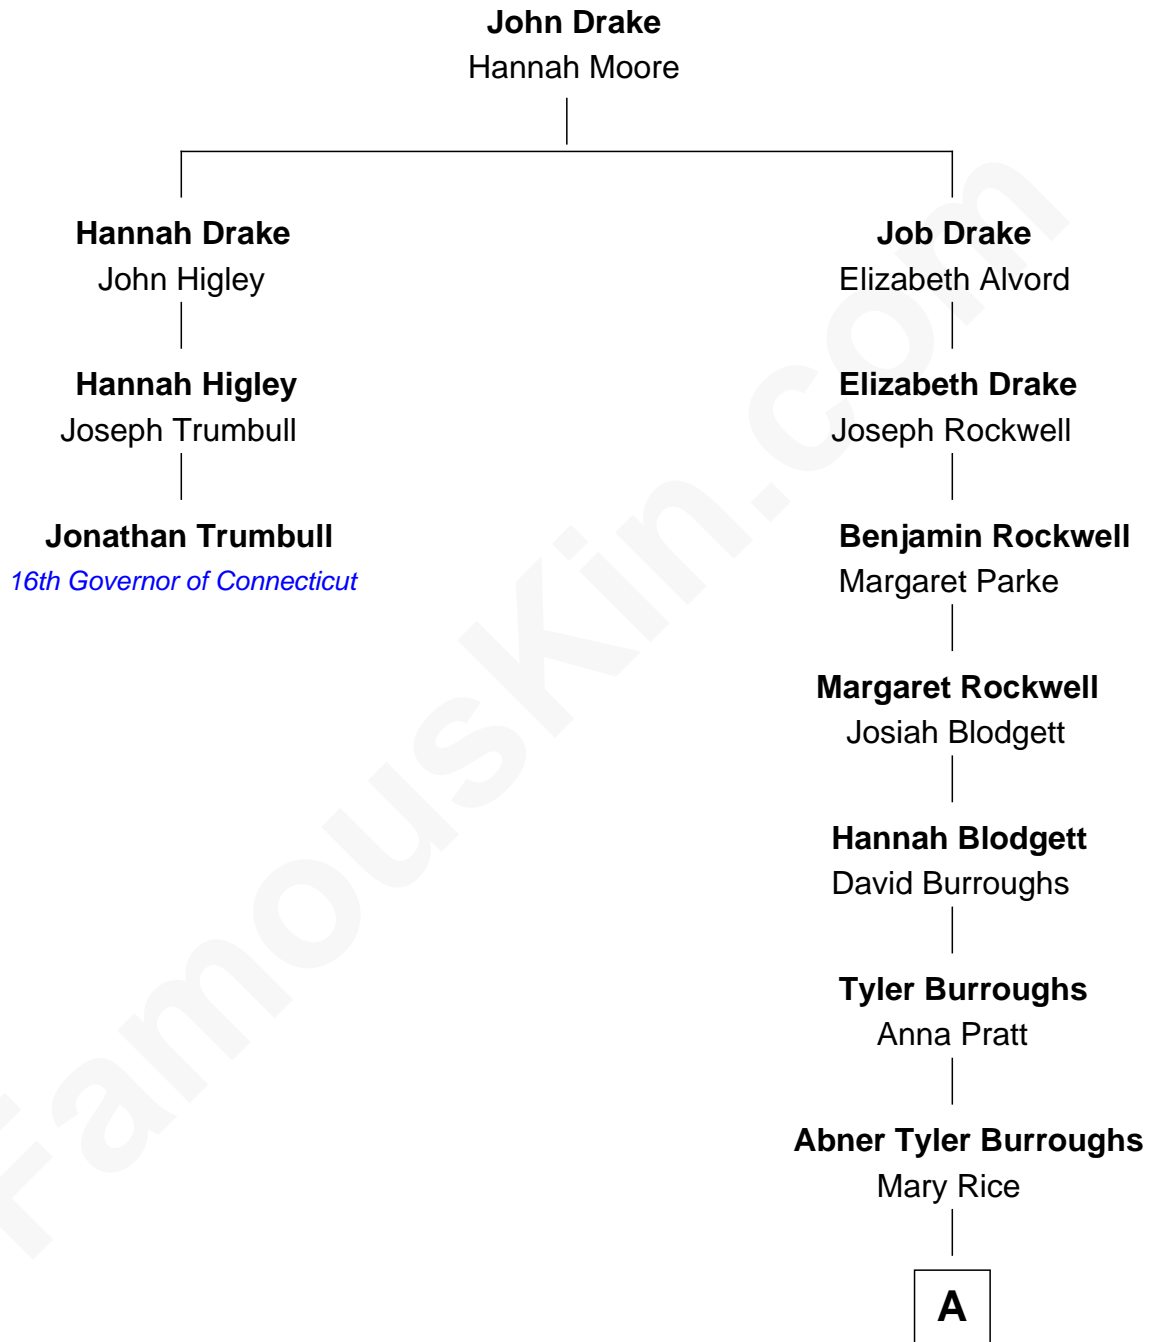 John Drake
Hannah Moore
Hannah Drake
John Higley
Hannah Higley
Joseph Trumbull
Jonathan Trumbull
16th Governor of Connecticut
Job Drake
Elizabeth Alvord
Elizabeth Drake
Joseph Rockwell
Benjamin Rockwell
Margaret Parke
Margaret Rockwell
Josiah Blodgett
Hannah Blodgett
David Burroughs
Tyler Burroughs
Anna Pratt
Abner Tyler Burroughs
Mary Rice
A
FamousKin.com